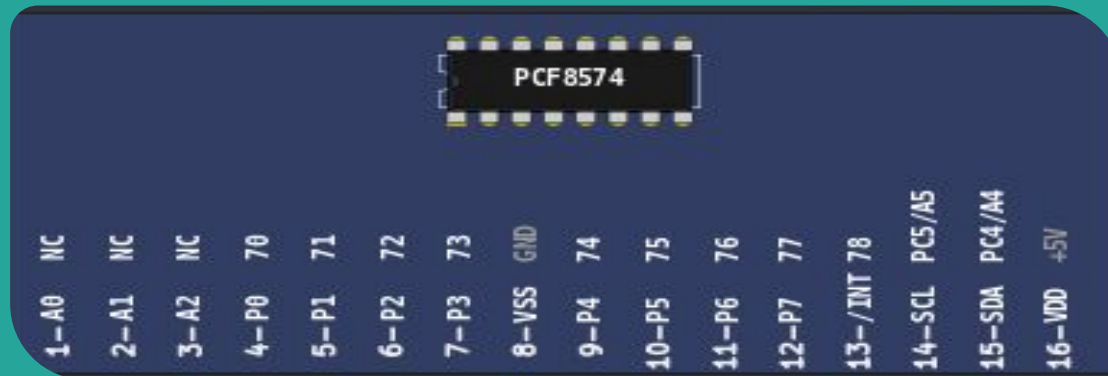 PCF8574
1-A0 NC
2-A1 NC
3-A2 NC
4-P0 70
5-P1 71
6-P2 72
7-P3 73
8-VSS GND
9-P4 74
10-P5 75
11-P6 76
12-P7 77
13-/INT 78
14-SCL PC5/A5
15-SDA PC4/A4
16-VDD +5V